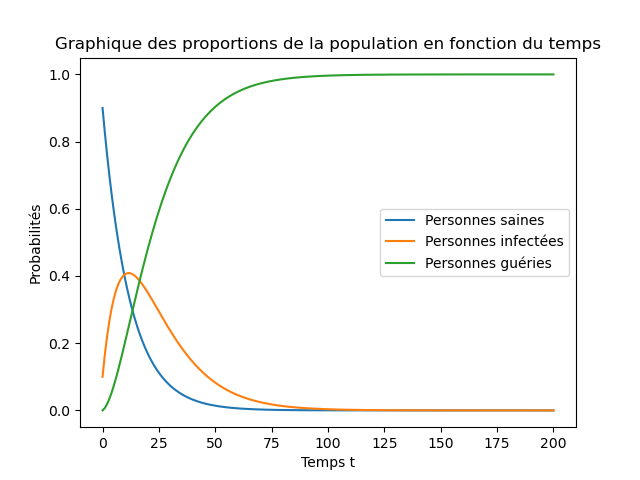 Graphique des proportions de la population en fonction du temps
1.0
0.8
0.6
0.4
0.2
0.0
Probabilités
Personnes saines
Personnes infectées
Personnes guéries
0 25 50 75 100 125 150 175 200
Temps t